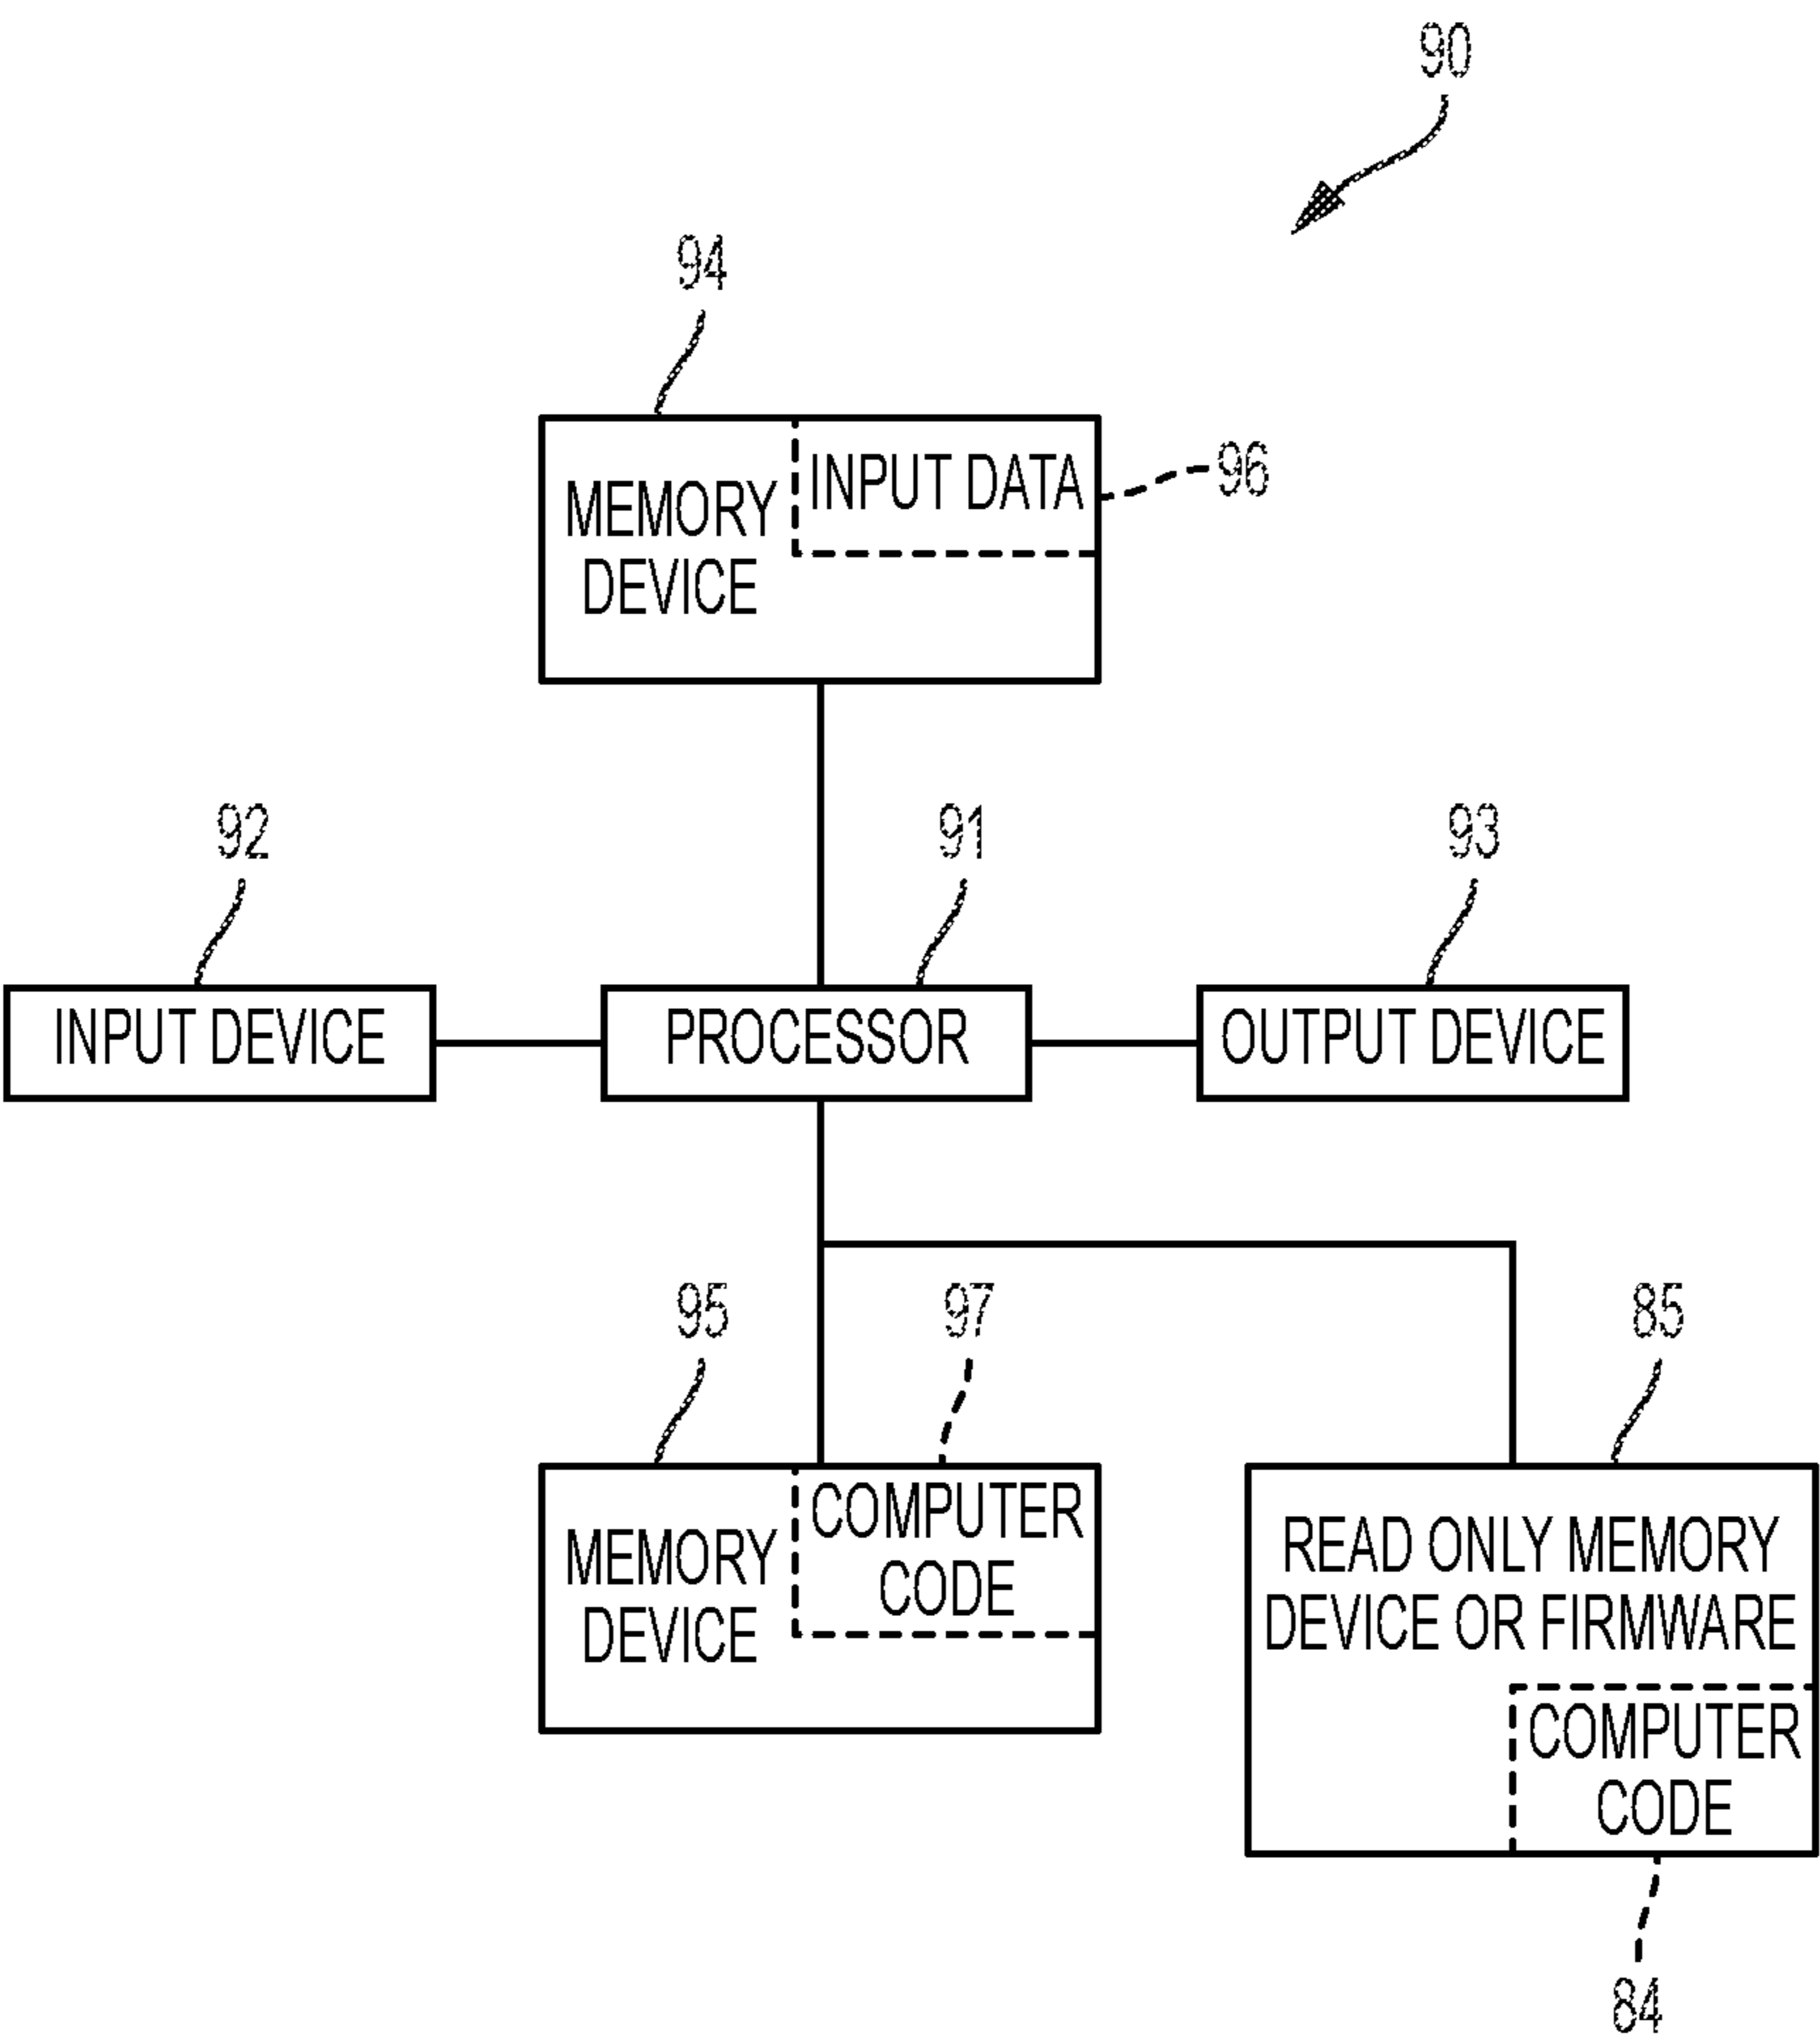 90
94
INPUT DATA
96
MEMORY
DEVICE
92
91
93
INPUT DEVICE
PROCESSOR
OUTPUT DEVICE
95
97
85
COMPUTER
CODE
MEMORY
DEVICE
READ ONLY MEMORY
DEVICE OR FIRMWARE
COMPUTER
CODE
84